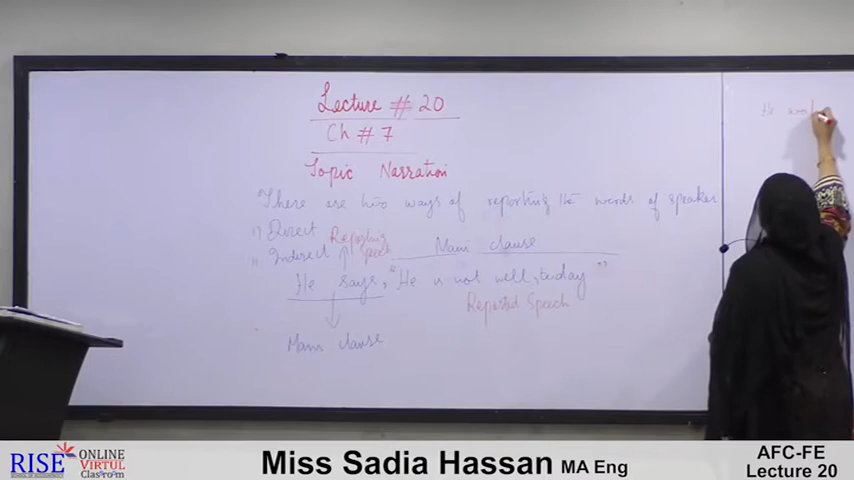 Lecture # 20
Ch # 7
Topic Narration
There are two ways of reporting the words of speaker
1) Direct
Reporting
Speech
11 Indirect
Main clause
He says, "He is not well, today"
Reported Speech
Main clause
He
RISE ONLINE VIRTUL Classroom
Miss Sadia Hassan MA Eng
AFC-FE
Lecture 20